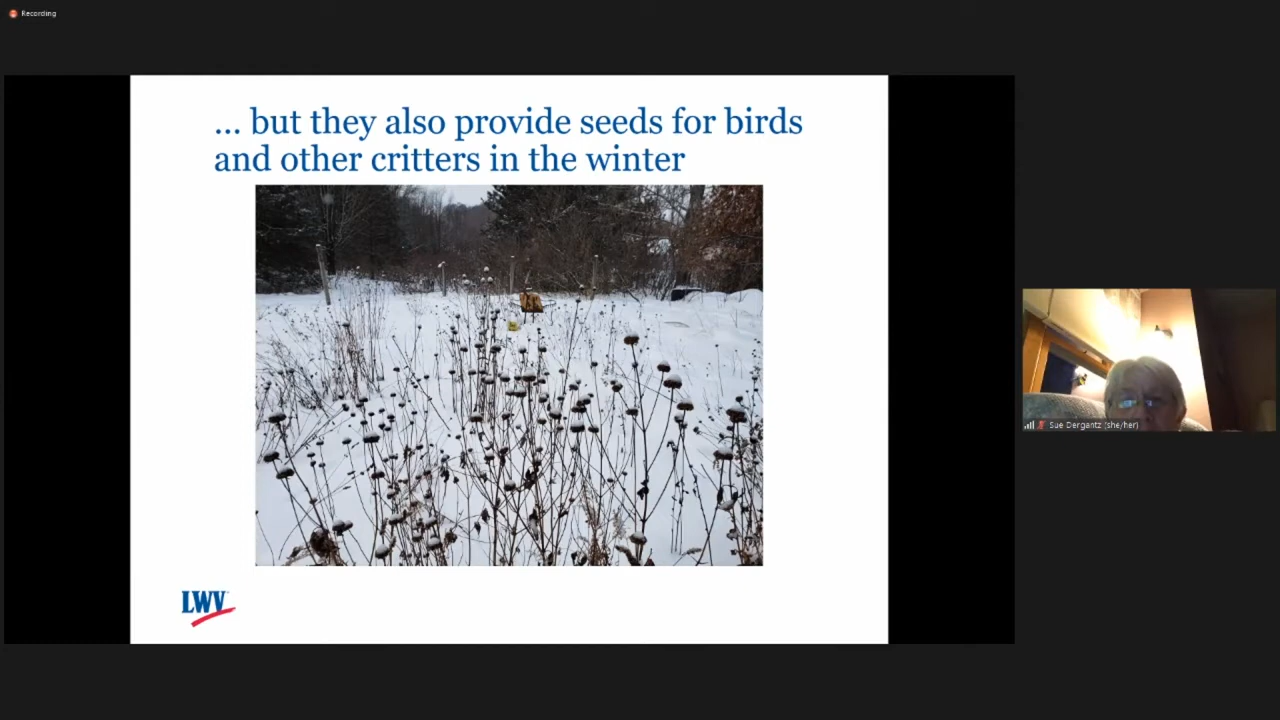 Recording
... but they also provide seeds for birds
and other critters in the winter
LWV
Sue Dergantz (she/her)